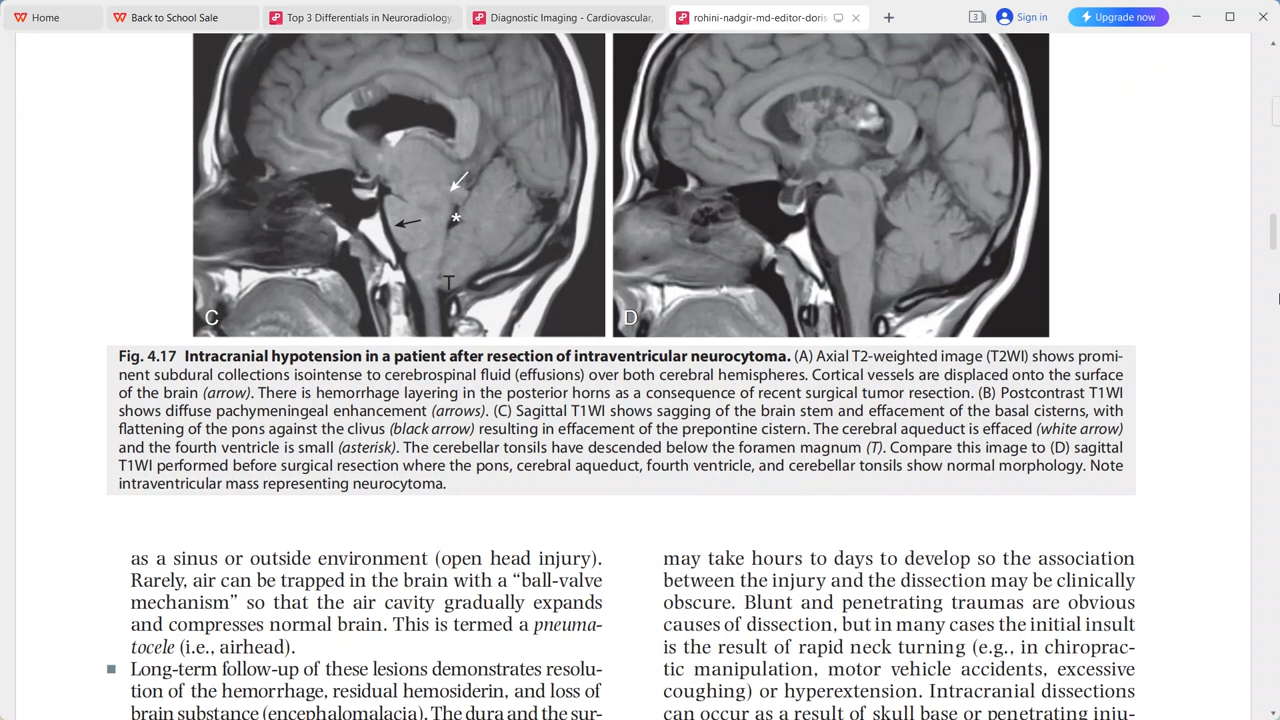 Home
Back to School Sale
Top 3 Differentials in Neuroradiology
Diagnostic Imaging - Cardiovascular,
rohini-nadgir-md-editor-doris
3
Sign in
Upgrade now
*
T
C
D
Fig. 4.17 Intracranial hypotension in a patient after resection of intraventricular neurocytoma. (A) Axial T2-weighted image (T2WI) shows promi-
nent subdural collections isointense to cerebrospinal fluid (effusions) over both cerebral hemispheres. Cortical vessels are displaced onto the surface
of the brain (arrow). There is hemorrhage layering in the posterior horns as a consequence of recent surgical tumor resection. (B) Postcontrast T1WI
shows diffuse pachymeningeal enhancement (arrows). (C) Sagittal T1WI shows sagging of the brain stem and effacement of the basal cisterns, with
flattening of the pons against the clivus (black arrow) resulting in effacement of the prepontine cistern. The cerebral aqueduct is effaced (white arrow)
and the fourth ventricle is small (asterisk). The cerebellar tonsils have descended below the foramen magnum (T). Compare this image to (D) sagittal
T1WI performed before surgical resection where the pons, cerebral aqueduct, fourth ventricle, and cerebellar tonsils show normal morphology. Note
intraventricular mass representing neurocytoma.
as a sinus or outside environment (open head injury).
Rarely, air can be trapped in the brain with a “ball-valve
mechanism” so that the air cavity gradually expands
and compresses normal brain. This is termed a pneuma-
tocele (i.e., airhead).
Long-term follow-up of these lesions demonstrates resolu-
tion of the hemorrhage, residual hemosiderin, and loss of
brain substance (encephalomalacia). The dura and the sur-
may take hours to days to develop so the association
between the injury and the dissection may be clinically
obscure. Blunt and penetrating traumas are obvious
causes of dissection, but in many cases the initial insult
is the result of rapid neck turning (e.g., in chiroprac-
tic manipulation, motor vehicle accidents, excessive
coughing) or hyperextension. Intracranial dissections
can occur as a result of skull base or penetrating inju-